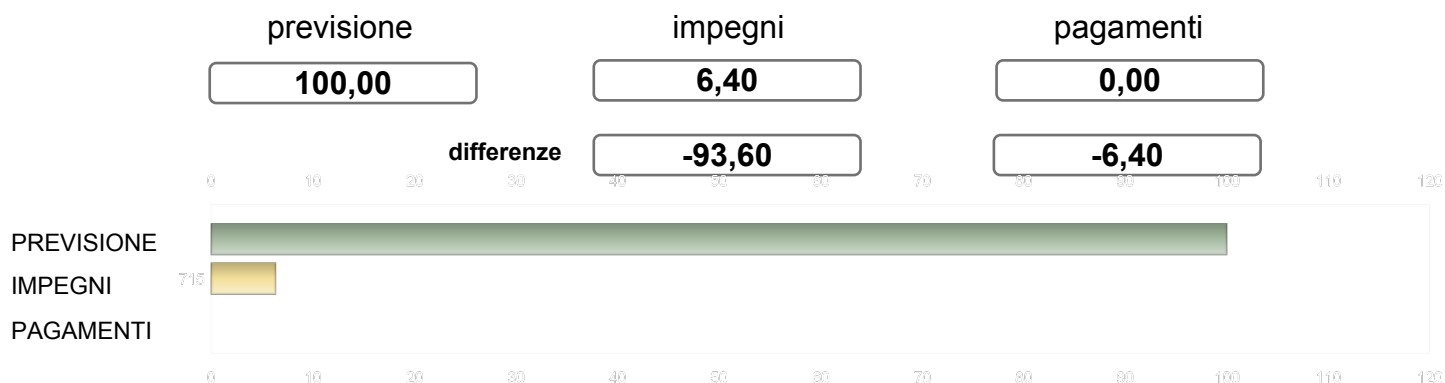 previsione impegni pagamenti
100,00 6,40 0,00
differenze -93,60 -6,40
0 10 20 30 40 50 60 70 80 90 100 110 120
PREVISIONE
715
IMPEGNI
PAGAMENTI
0 10 20 30 40 50 60 70 80 90 100 110 120